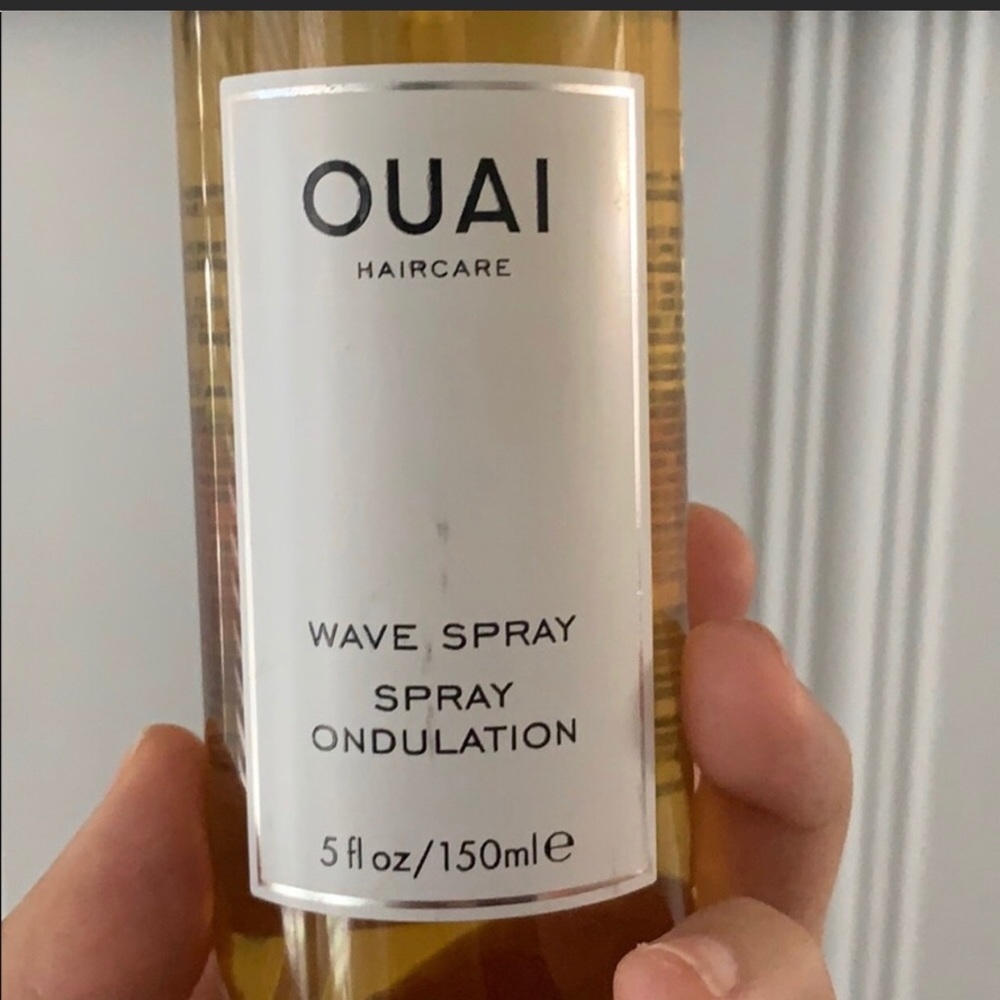 OUAI
HAIRCARE
WAVE SPRAY
SPRAY
ONDULATION
5 fl oz/150ml℮